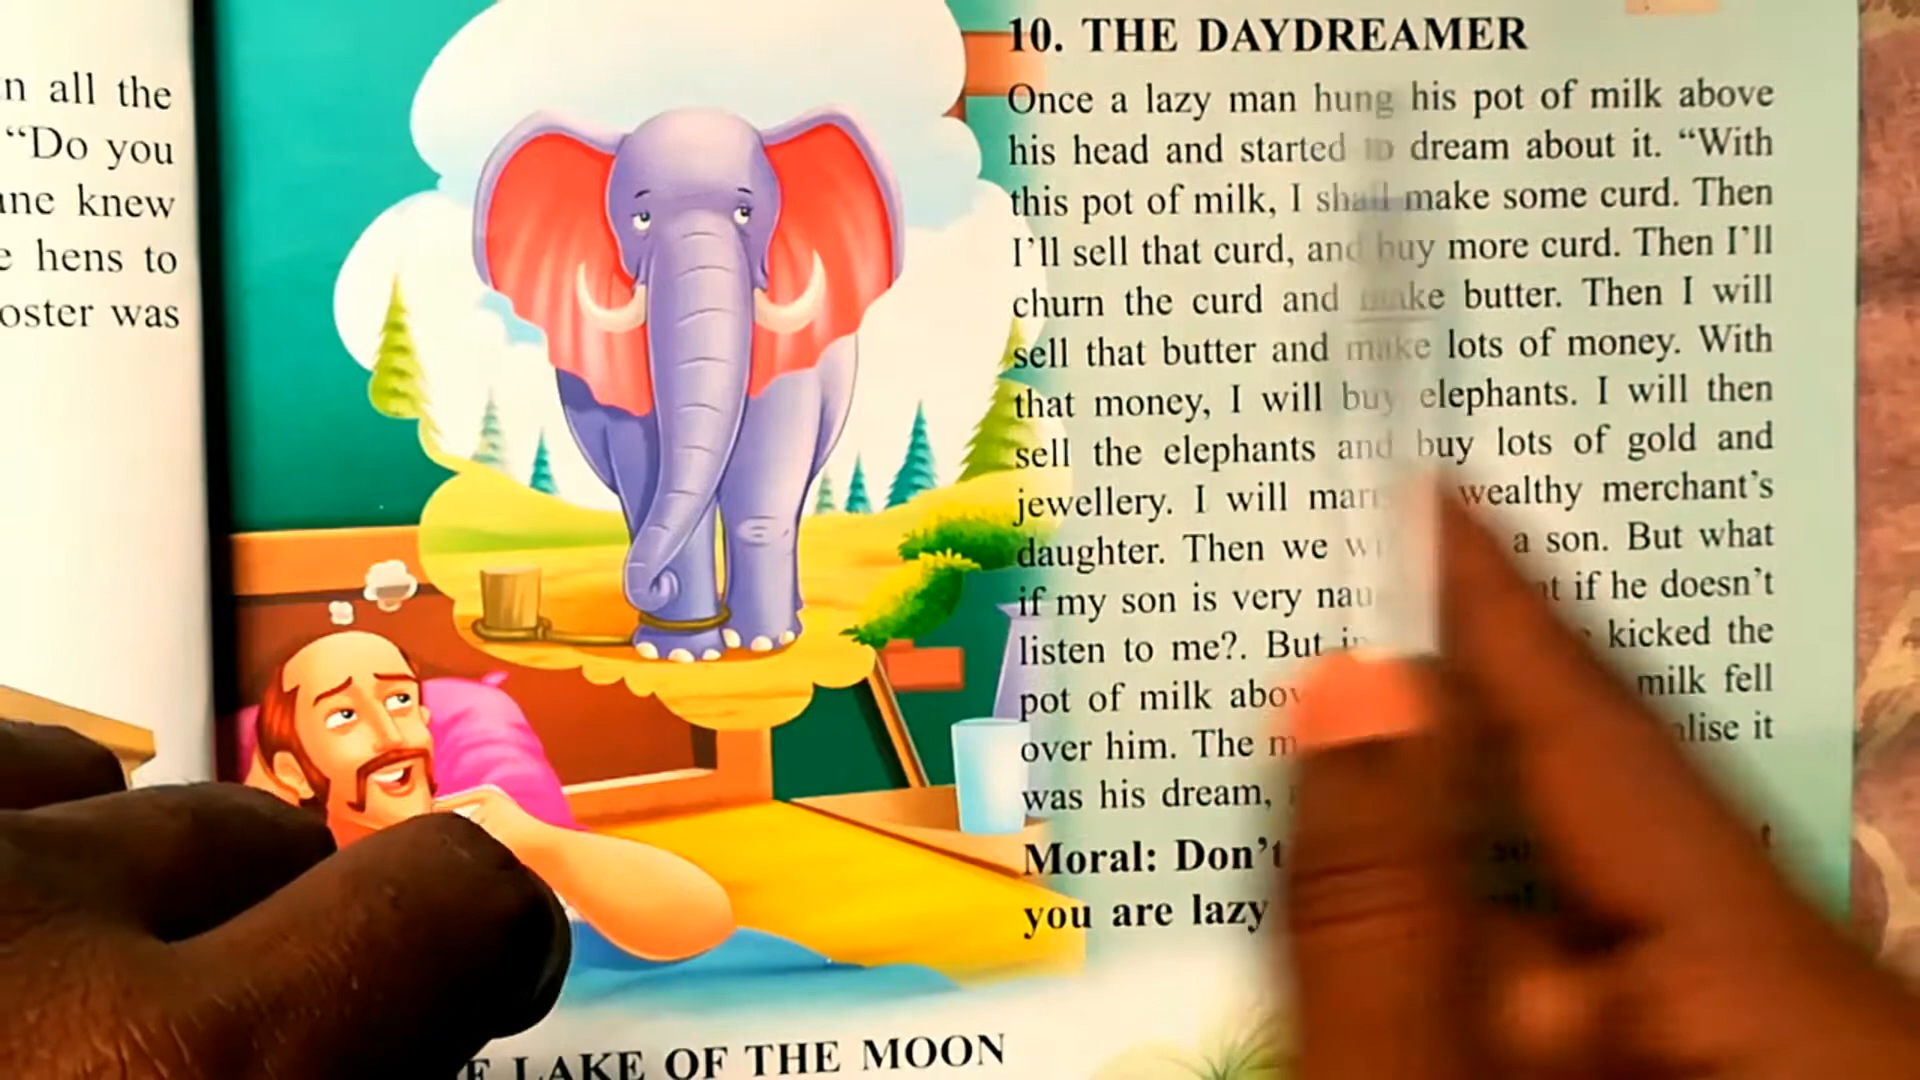 n all the
"Do you
ane knew
e hens to
oster was
10. THE DAYDREAMER
Once a lazy man hung his pot of milk above
his head and started to dream about it. "With
this pot of milk, I shall make some curd. Then
I'll sell that curd, and buy more curd. Then I'll
churn the curd and make butter. Then I will
sell that butter and make lots of money. With
that money, I will buy elephants. I will then
sell the elephants and buy lots of gold and
jewellery. I will wealthy merchant's
daughter. Then we a son. But what
if my son is very if he doesn't
listen to me?. But kicked the
pot of milk milk fell
over him. The it
was his dream,
Moral: Don't
you are lazy
LAKE OF THE MOON